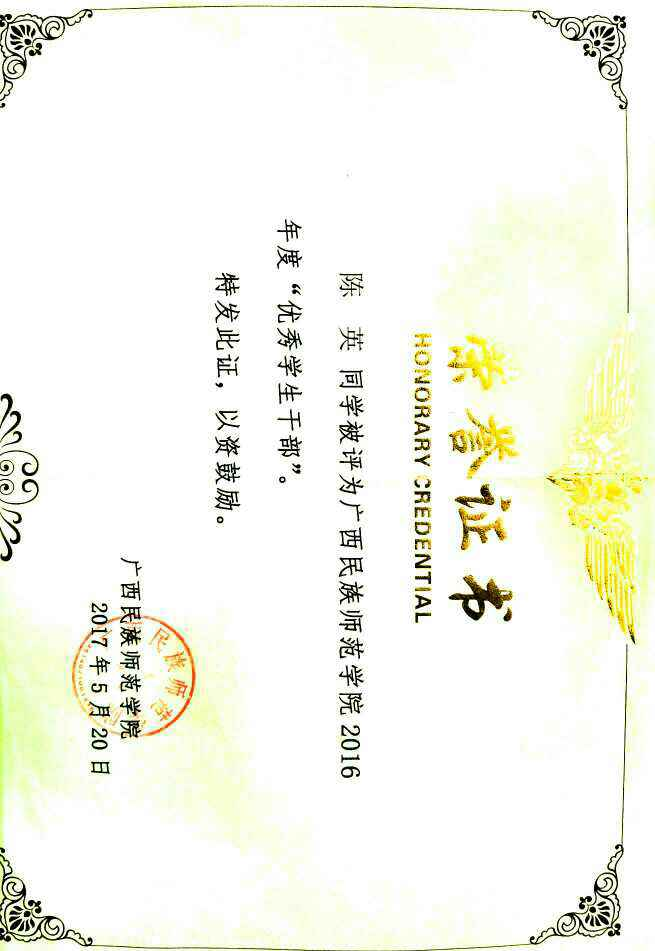 荣誉证书
HONORARY CREDENTIAL
陈 英 同学被评为广西民族师范学院2016
年度“优秀学生干部”。
特发此证，以资鼓励。
广西民族师范学院
2017年5月20日